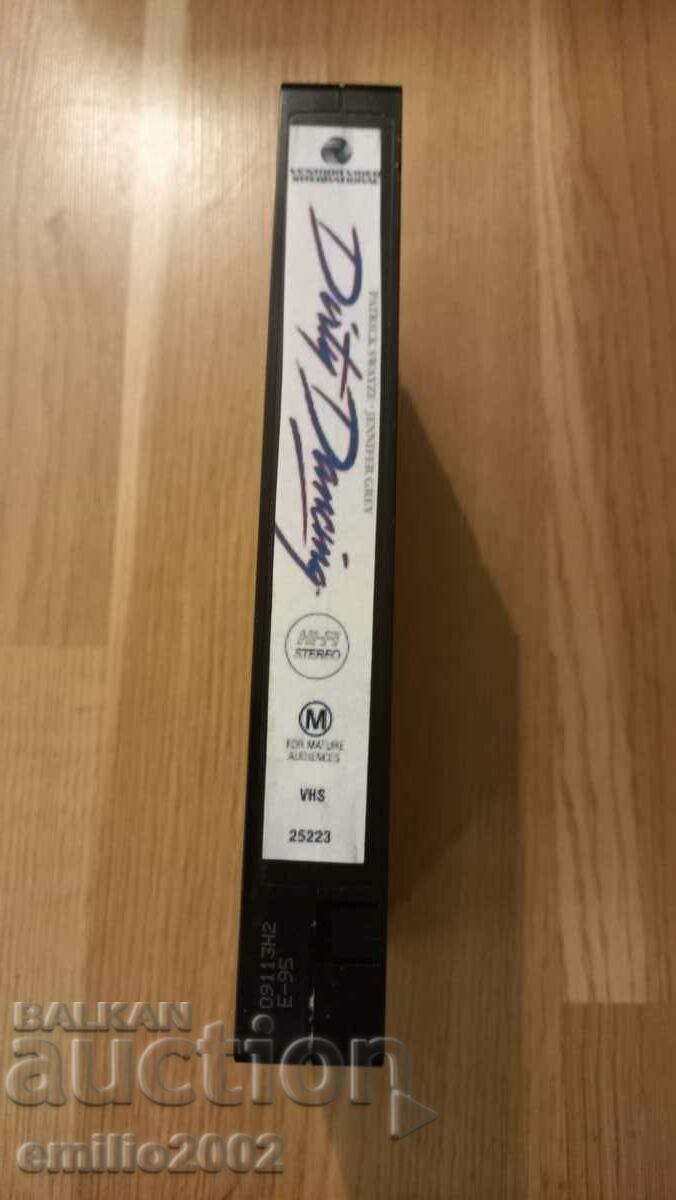 INTERNATIONAL
PATRICK SWAYZE · JENNIFER GREY
Dirty Dancing
HI-FI
STEREO
M
FOR MATURE
AUDIENCES
VHS
25223
09113H2
E-95
BALKAN
auction
emilio2002